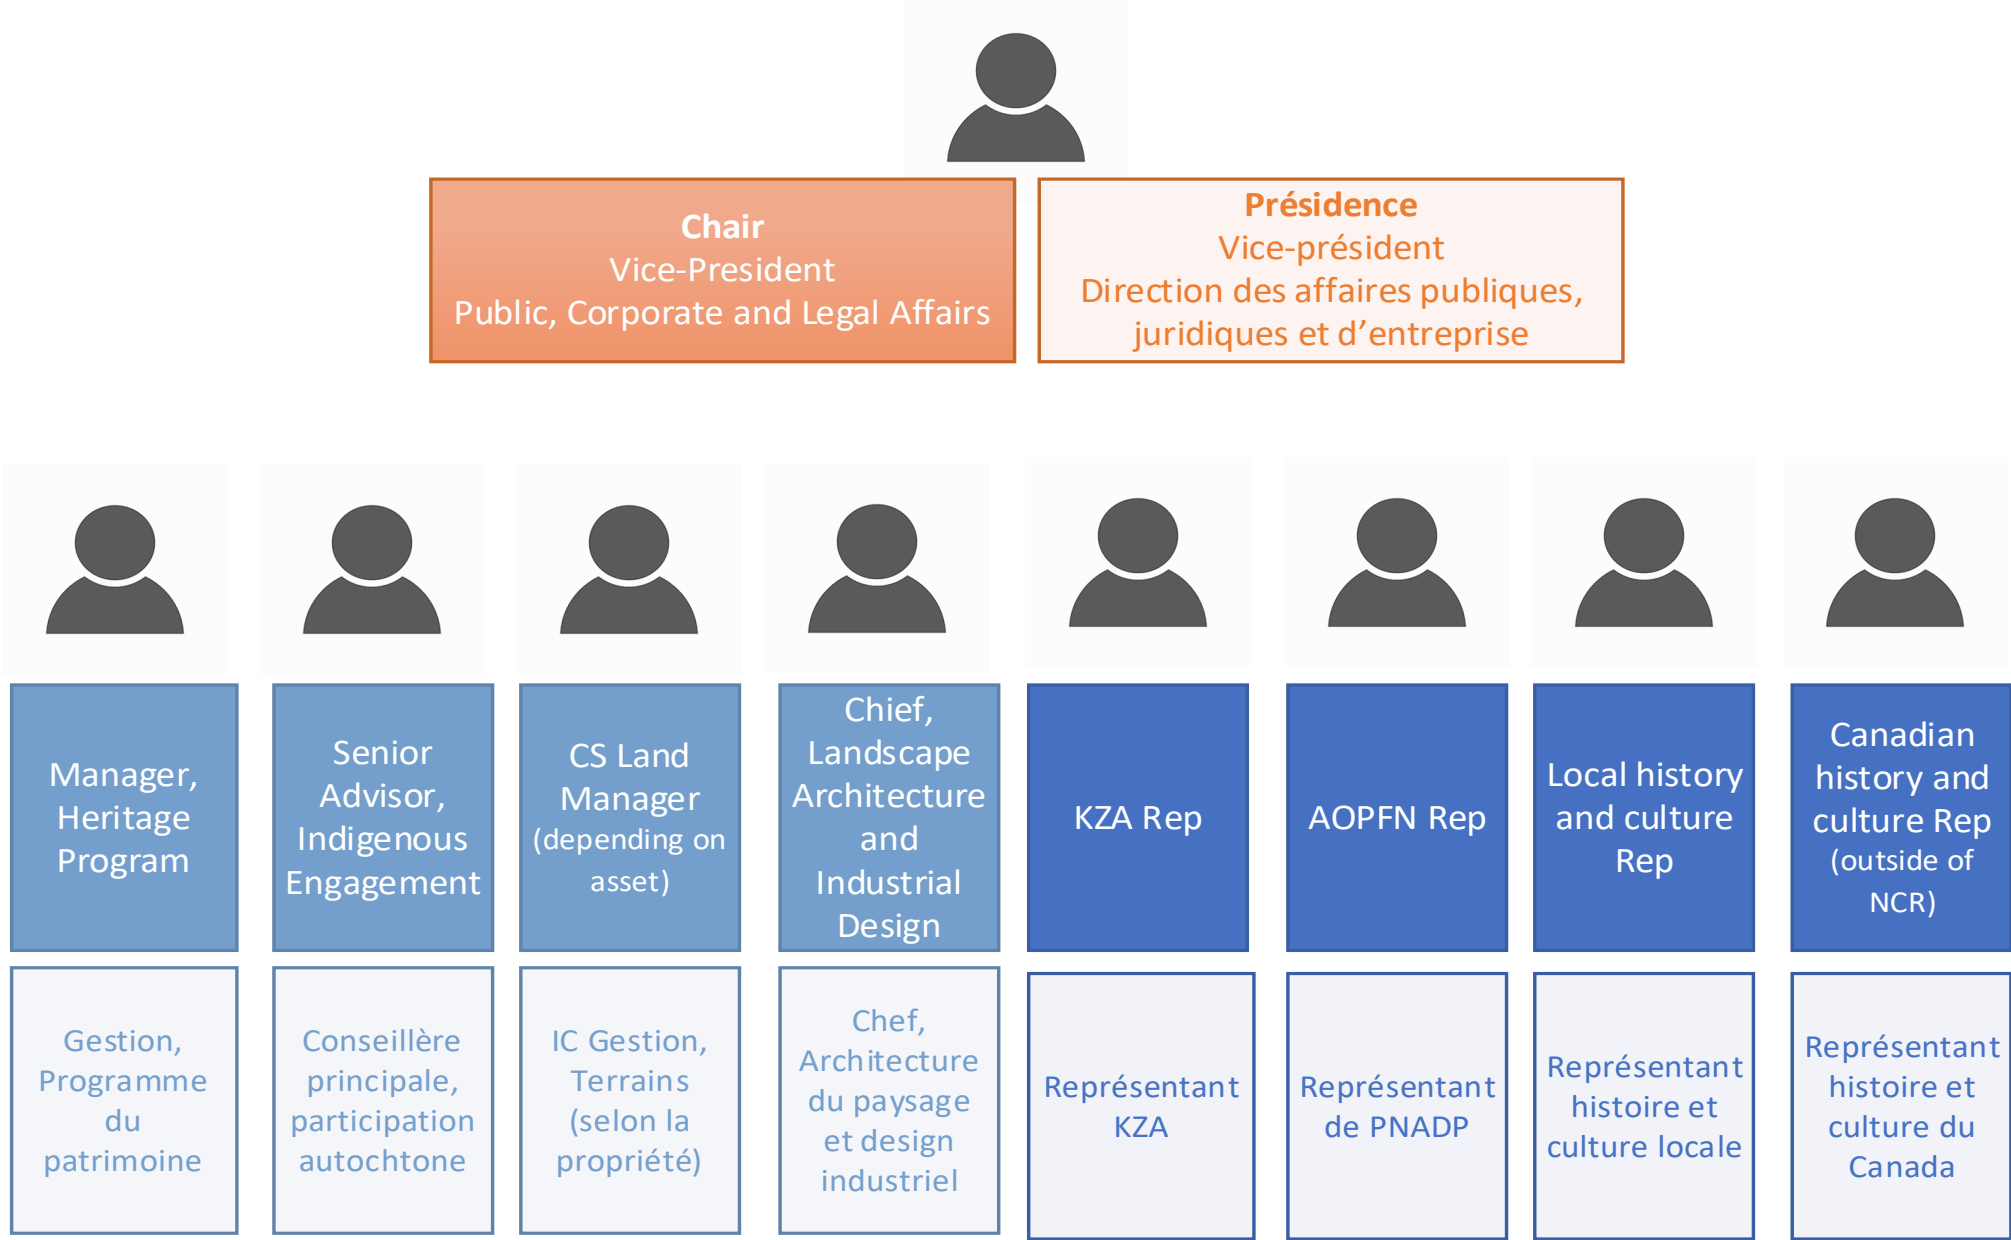 Chair
Vice-President
Public, Corporate and Legal Affairs
Présidence
Vice-président
Direction des affaires publiques,
juridiques et d’entreprise
Manager,
Heritage
Program
Senior
Advisor,
Indigenous
Engagement
CS Land
Manager
(depending on
asset)
Chief,
Landscape
Architecture
and
Industrial
Design
KZA Rep
AOPFN Rep
Local history
and culture
Rep
Canadian
history and
culture Rep
(outside of
NCR)
Gestion,
Programme
du
patrimoine
Conseillère
principale,
participation
autochtone
IC Gestion,
Terrains
(selon la
propriété)
Chef,
Architecture
du paysage
et design
industriel
Représentant
KZA
Représentant
de PNADP
Représentant
histoire et
culture locale
Représentant
histoire et
culture du
Canada